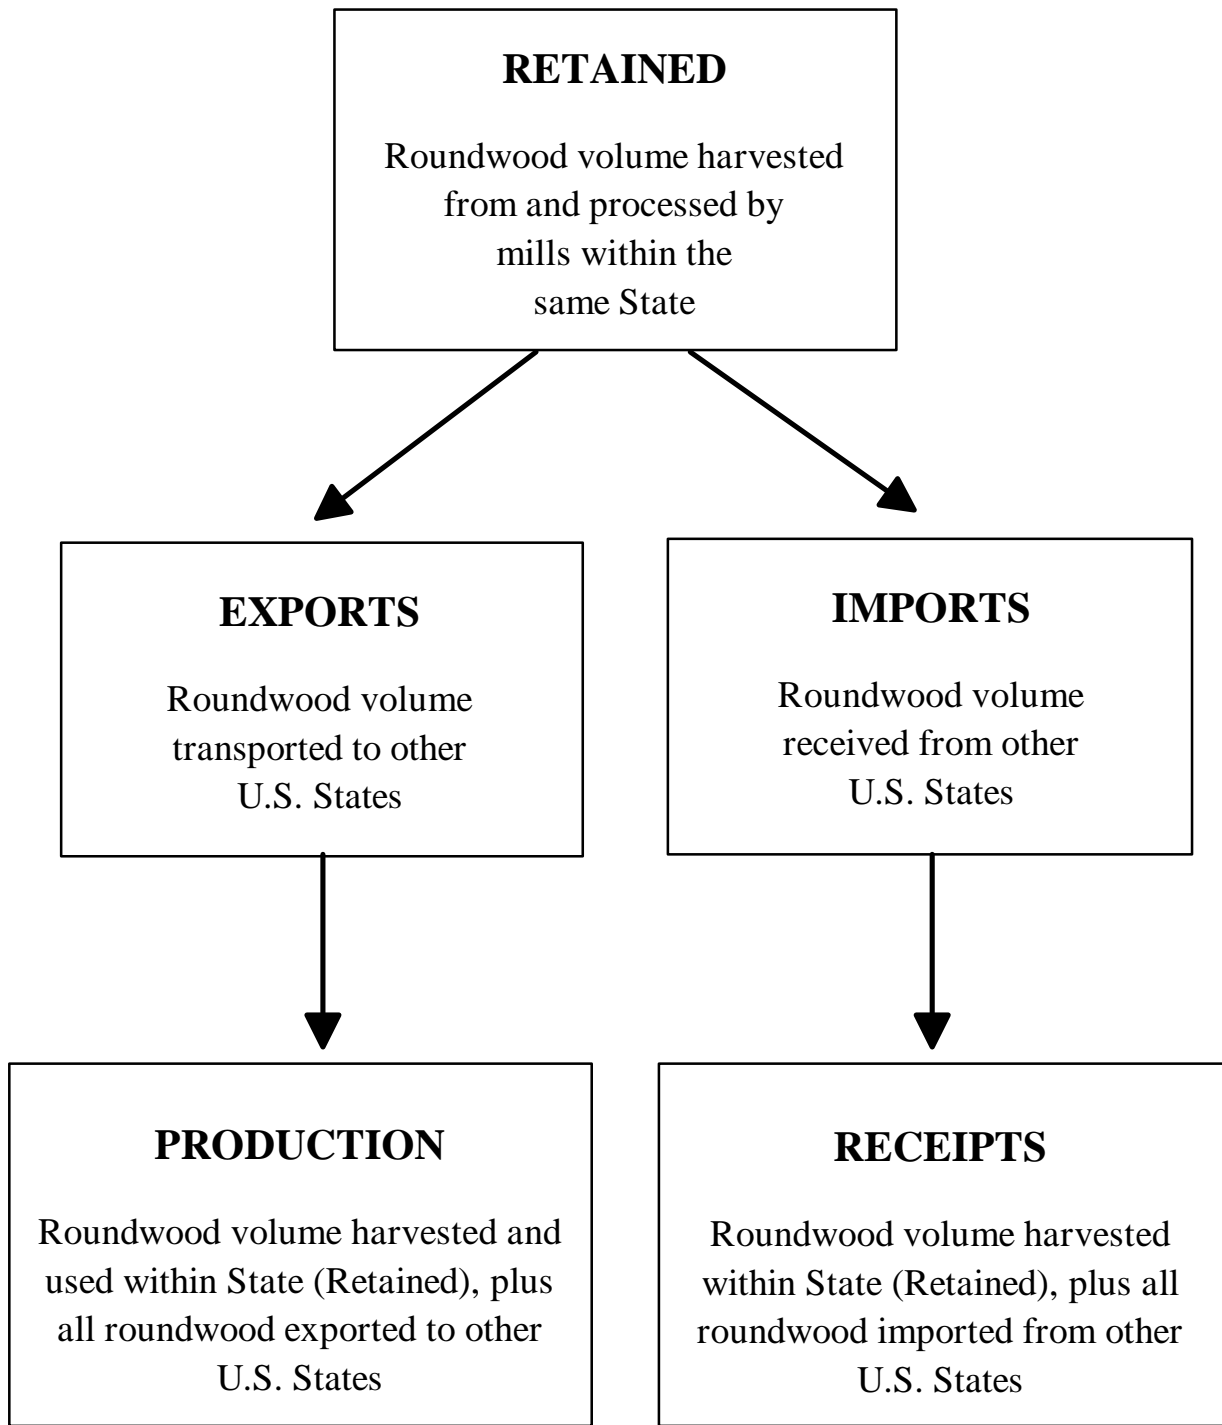 RETAINED
Roundwood volume harvested
from and processed by
mills within the
same State
EXPORTS
Roundwood volume
transported to other
U.S. States
IMPORTS
Roundwood volume
received from other
U.S. States
PRODUCTION
Roundwood volume harvested and
used within State (Retained), plus
all roundwood exported to other
U.S. States
RECEIPTS
Roundwood volume harvested
within State (Retained), plus all
roundwood imported from other
U.S. States